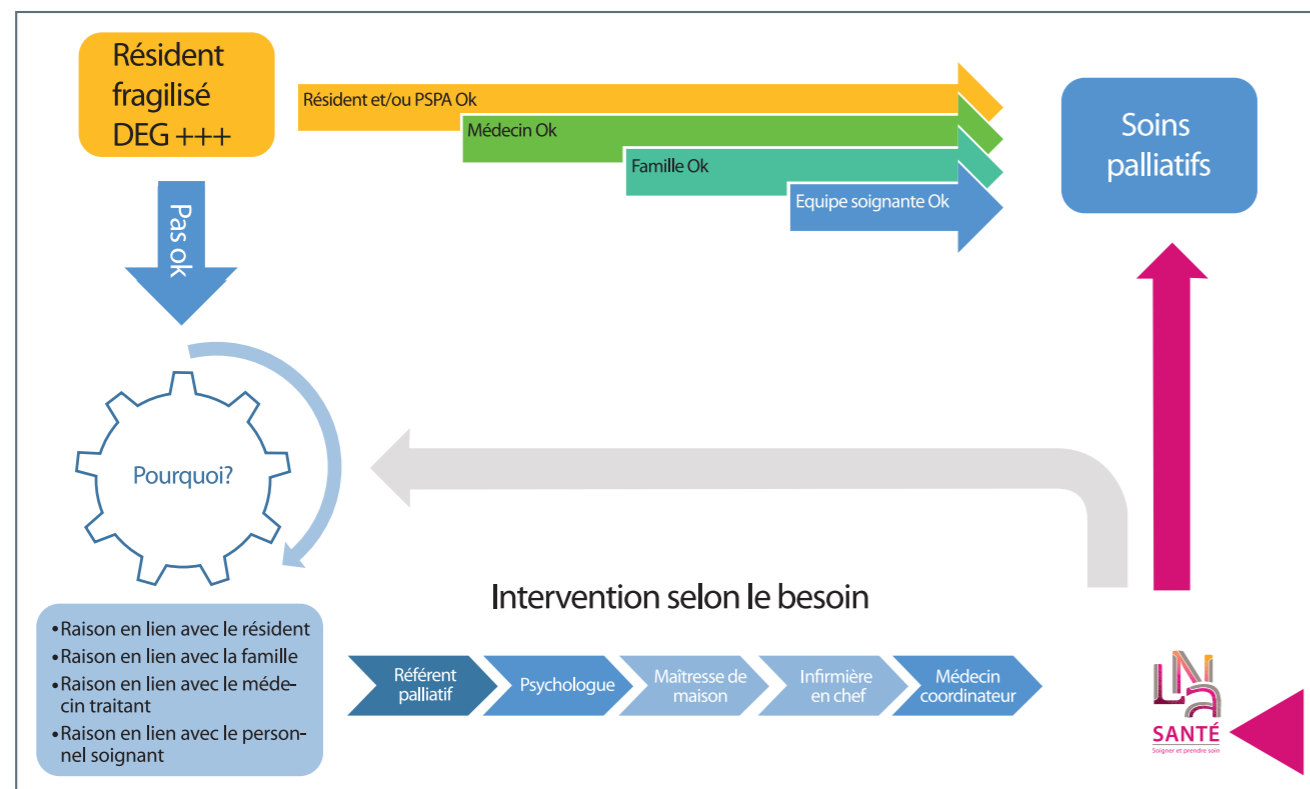 Résident
fragilisé
DEG +++
Résident et/ou PSPA Ok
Médecin Ok
Famille Ok
Equipe soignante Ok
Soins
palliatifs
Pas ok
Pourquoi?
•Raison en lien avec le résident
•Raison en lien avec la famille
•Raison en lien avec le méde-
cin traitant
•Raison en lien avec le person-
nel soignant
Intervention selon le besoin
Référent
palliatif
Psychologue
Maîtresse de
maison
Infirmière
en chef
Médecin
coordinateur
LNa
SANTÉ
Soigner et prendre soin